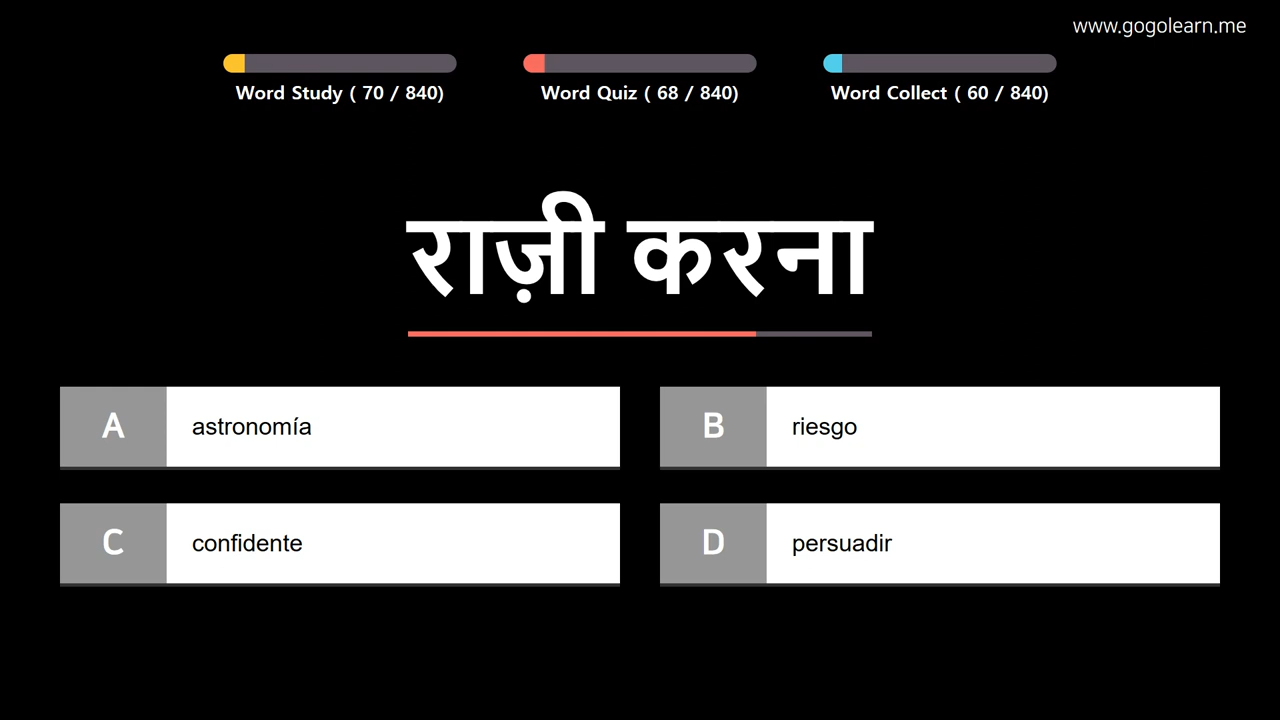 www.gogolearn.me
Word Study ( 70 / 840)
Word Quiz ( 68 / 840)
Word Collect ( 60 / 840)
राज़ी करना
A astronomía
B riesgo
C confidente
D persuadir